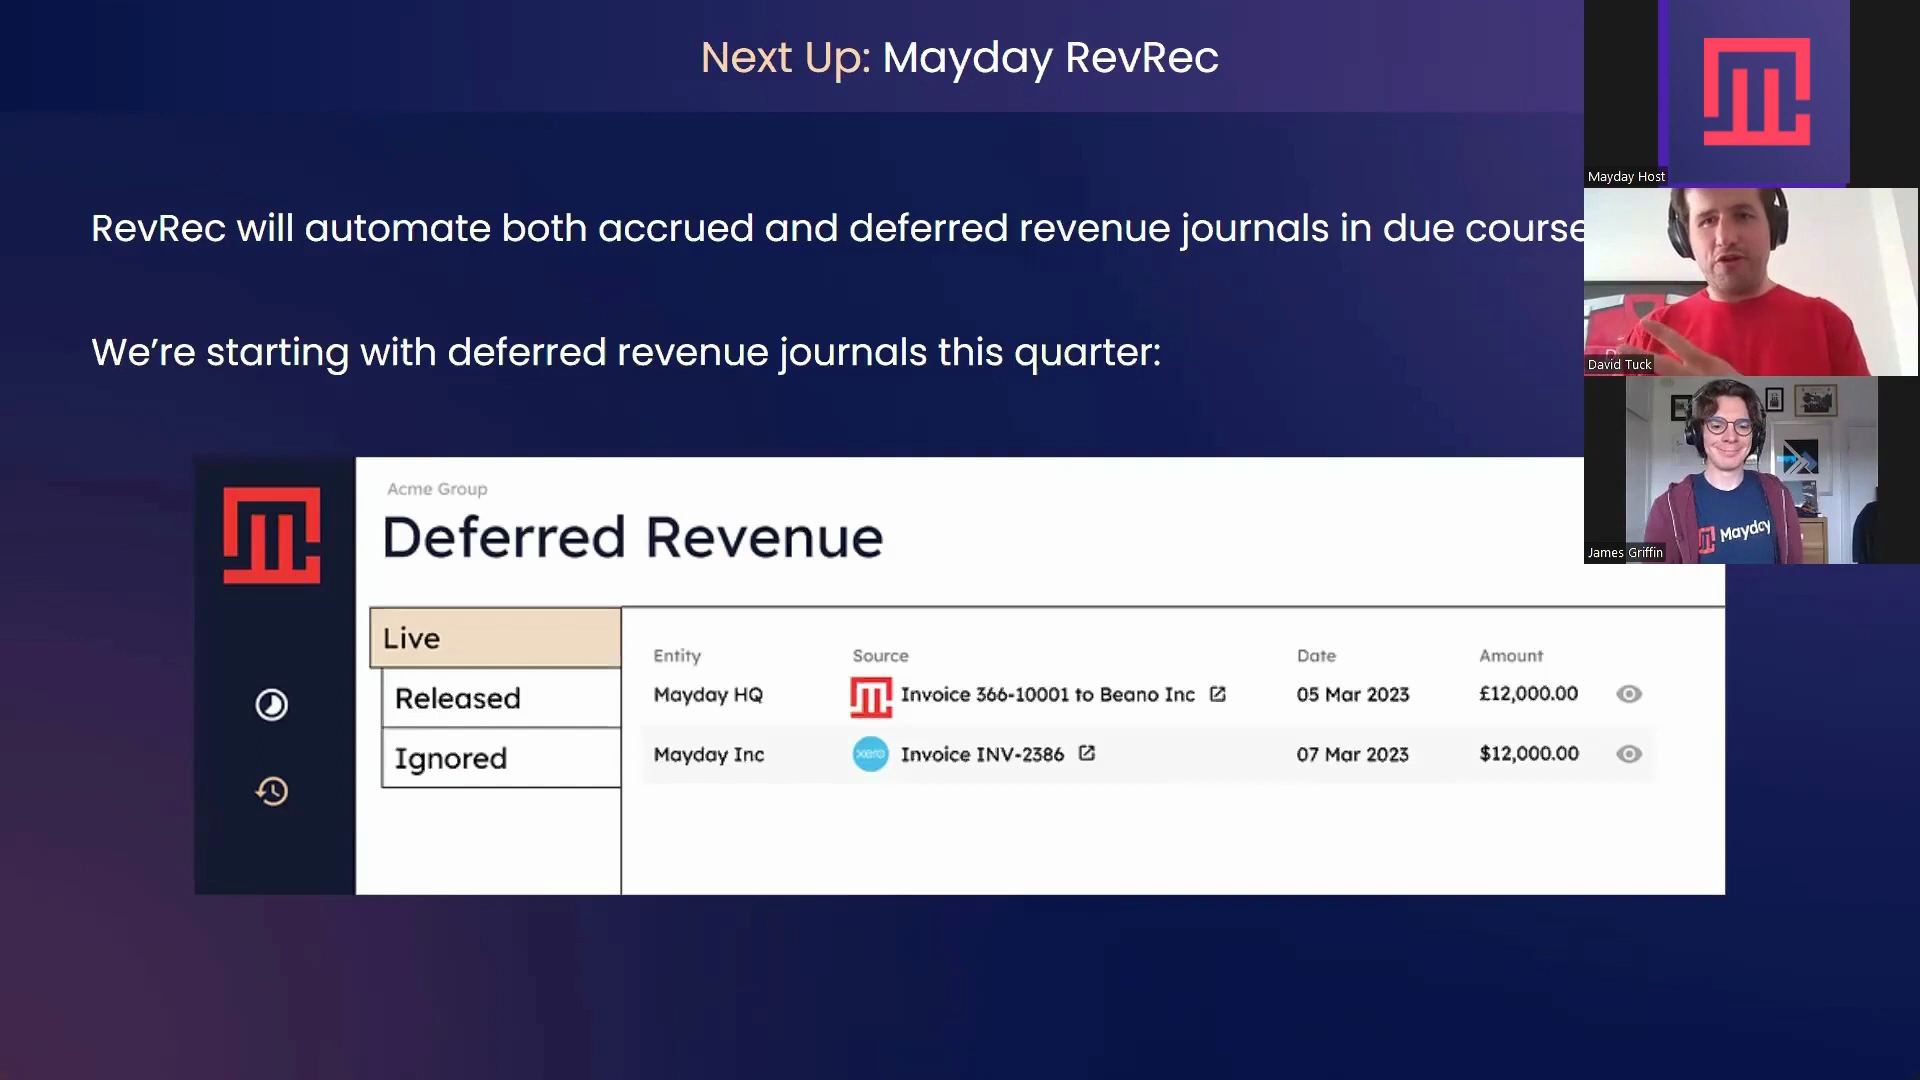 Next Up: Mayday RevRec
Mayday Host
RevRec will automate both accrued and deferred revenue journals in due course
David Tuck
We’re starting with deferred revenue journals this quarter:
Mayday
James Griffin
Acme Group
Deferred Revenue
Live
Released
Ignored
Entity Source Date Amount
Mayday HQ Invoice 366-10001 to Beano Inc 05 Mar 2023 £12,000.00
Mayday Inc xero Invoice INV-2386 07 Mar 2023 $12,000.00